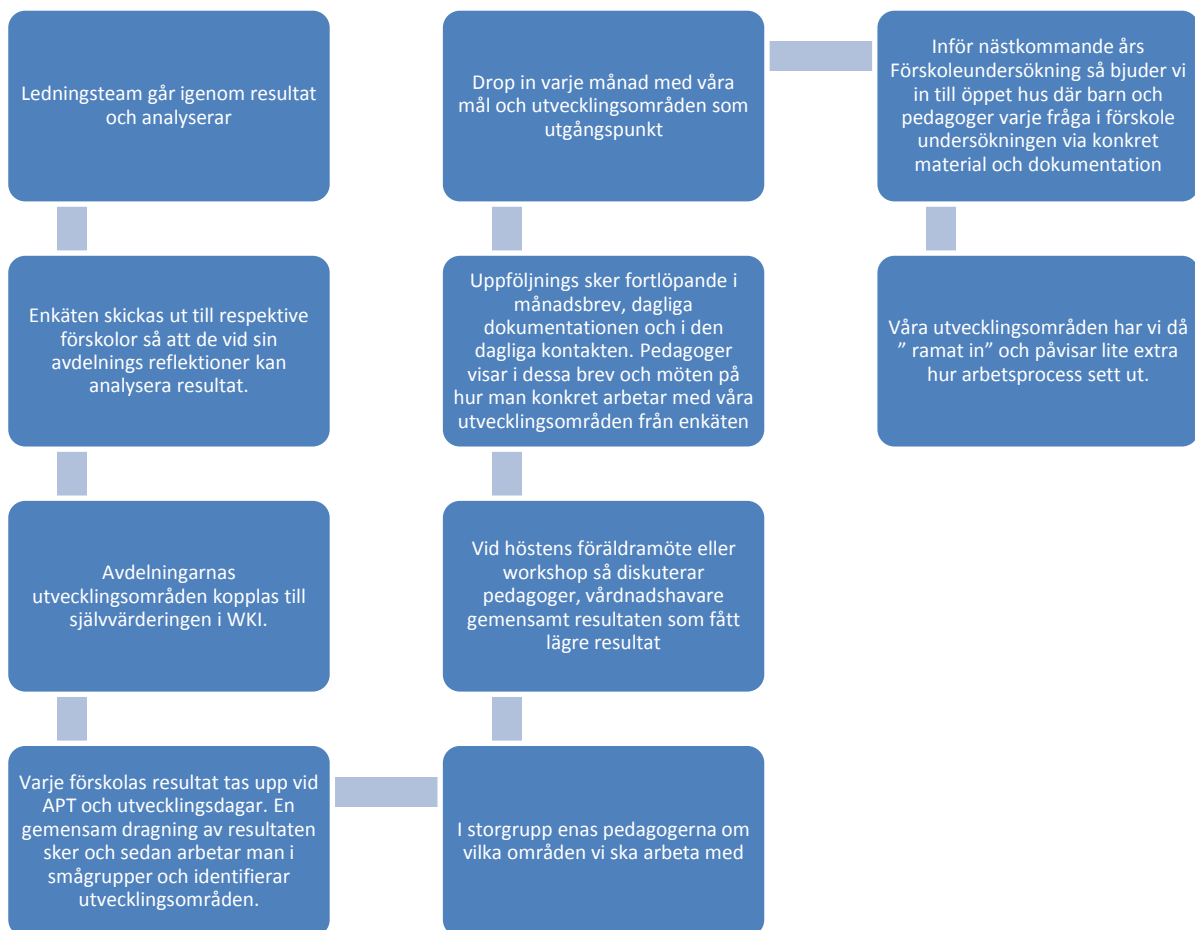 Ledningsteam går igenom resultat
och analyserar
Enkäten skickas ut till respektive
förskolor så att de vid sin
avdelnings reflektioner kan
analysera resultat.
Avdelningarnas
utvecklingsområden kopplas till
självvärderingen i WKI.
Varje förskolas resultat tas upp vid
APT och utvecklingsdagar. En
gemensam dragning av resultaten
sker och sedan arbetar man i
smågrupper och identifierar
utvecklingsområden.
I storgrupp enas pedagogerna om
vilka områden vi ska arbeta med
Vid höstens föräldramöte eller
workshop så diskuterar
pedagoger, vårdnadshavare
gemensamt resultaten som fått
lägre resultat
Uppföljnings sker fortlöpande i
månadsbrev, dagliga
dokumentationen och i den
dagliga kontakten. Pedagoger
visar i dessa brev och möten på
hur man konkret arbetar med våra
utvecklingsområden från enkäten
Drop in varje månad med våra
mål och utvecklingsområden som
utgångspunkt
Inför nästkommande års
Förskoleundersökning så bjuder vi
in till öppet hus där barn och
pedagoger varje fråga i förskole
undersökningen via konkret
material och dokumentation
Våra utvecklingsområden har vi då
” ramat in” och påvisar lite extra
hur arbetsprocess sett ut.